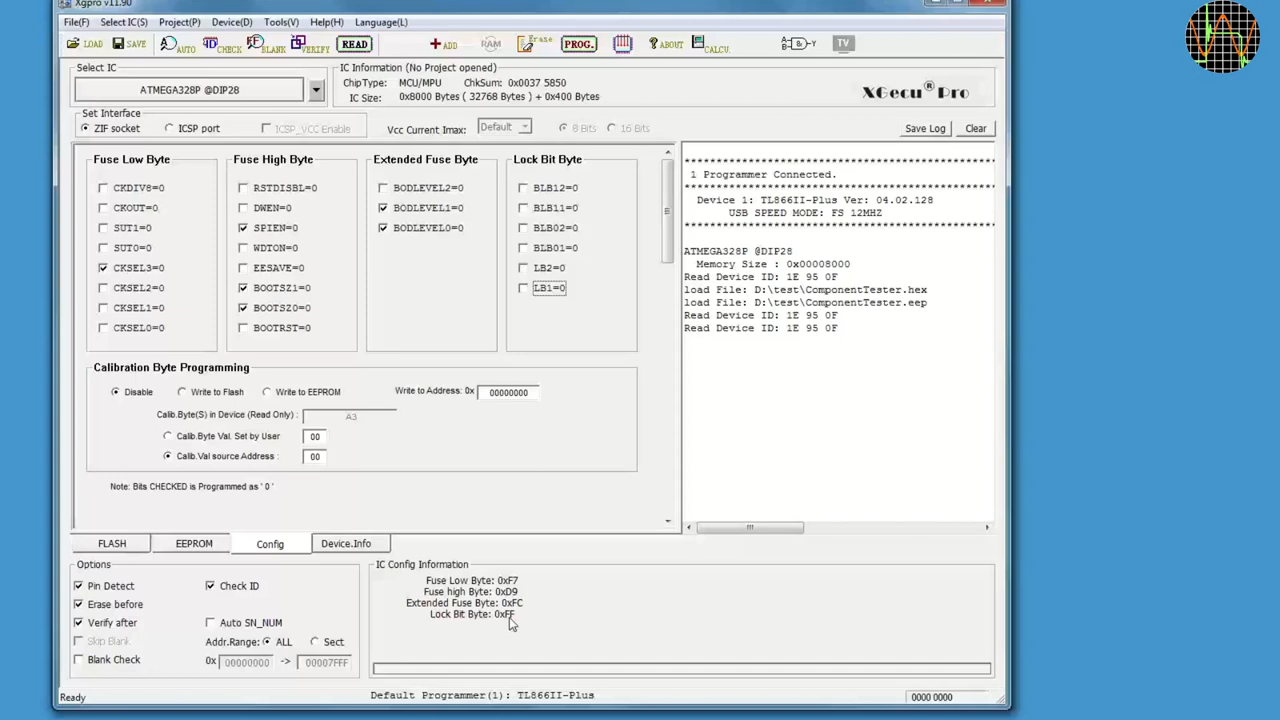 Xgpro v11.90
File(F) Select IC(S) Project(P) Device(D) Tools(V) Help(H) Language(L)
LOAD SAVE AUTO CHECK BLANK VERIFY READ ADD RAM Erase PROG. ABOUT CALCU. TV
Select IC
ATMEGA328P @DIP28
IC Information (No Project opened)
ChipType: MCU/MPU ChkSum: 0x0037 5850
IC Size: 0x8000 Bytes ( 32768 Bytes ) + 0x400 Bytes
XGecu® Pro
Set Interface
ZIF socket ICSP port ICSP_VCC Enable Vcc Current Imax: Default 8 Bits 16 Bits
Save Log Clear
Fuse Low Byte Fuse High Byte Extended Fuse Byte Lock Bit Byte
CKDIV8=0 RSTDISBL=0 BODLEVEL2=0 BLB12=0
CKOUT=0 DWEN=0 BODLEVEL1=0 BLB11=0
SUT1=0 SPIEN=0 BODLEVEL0=0 BLB02=0
SUT0=0 WDTON=0 BLB01=0
CKSEL3=0 EESAVE=0 LB2=0
CKSEL2=0 BOOTSZ1=0 LB1=0
CKSEL1=0 BOOTSZ0=0
CKSEL0=0 BOOTRST=0
Calibration Byte Programming
Disable Write to Flash Write to EEPROM Write to Address: 0x 00000000
Calib.Byte(S) in Device (Read Only) : A3
Calib.Byte Val. Set by User 00
Calib.Val source Address : 00
Note: Bits CHECKED is Programmed as ' 0 '
*******************************************
1 Programmer Connected.
*******************************************
Device 1: TL866II-Plus Ver: 04.02.128
USB SPEED MODE: FS 12MHZ
*******************************************
ATMEGA328P @DIP28
Memory Size : 0x00008000
Read Device ID: 1E 95 0F
load File: D:\test\ComponentTester.hex
load File: D:\test\ComponentTester.eep
Read Device ID: 1E 95 0F
Read Device ID: 1E 95 0F
FLASH EEPROM Config Device.Info
Options
Pin Detect Check ID
Erase before
Verify after Auto SN_NUM
Skip Blank Addr.Range: ALL Sect
Blank Check 0x 00000000 -> 00007FFF
IC Config Information
Fuse Low Byte: 0xF7
Fuse high Byte: 0xD9
Extended Fuse Byte: 0xFC
Lock Bit Byte: 0xFF
Ready Default Programmer(1): TL866II-Plus 0000 0000